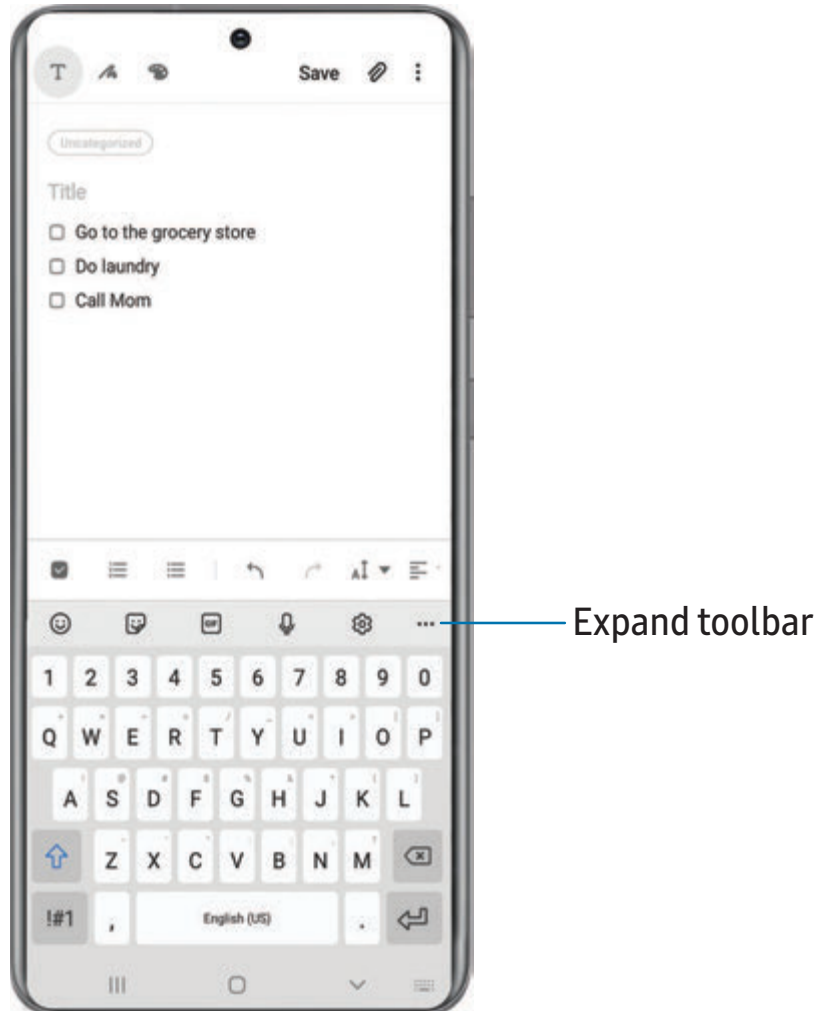 T Save
Uncategorized
Title
Go to the grocery store
Do laundry
Call Mom
GIF
Expand toolbar
1 2 3 4 5 6 7 8 9 0
Q W E R T Y U I O P
A S D F G H J K L
Z X C V B N M
!#1 , English (US) .